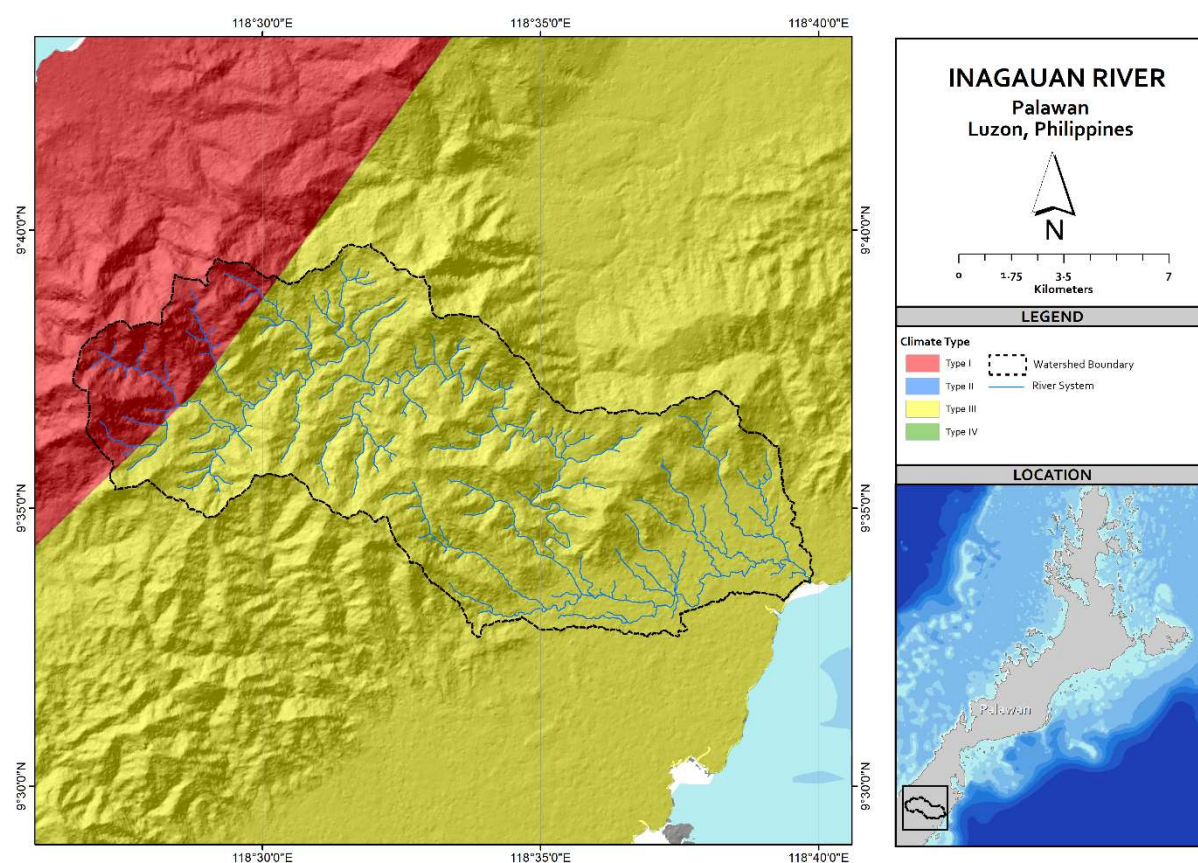 118°30'0"E
118°35'0"E
118°40'0"E
9°40'0"N
9°35'0"N
9°30'0"N
9°40'0"N
9°35'0"N
9°30'0"N
118°30'0"E
118°35'0"E
118°40'0"E
INAGAUAN RIVER
Palawan
Luzon, Philippines
N
0 1.75 3.5 7
Kilometers
LEGEND
Climate Type
Type I
Watershed Boundary
Type II
River System
Type III
Type IV
LOCATION
Palawan